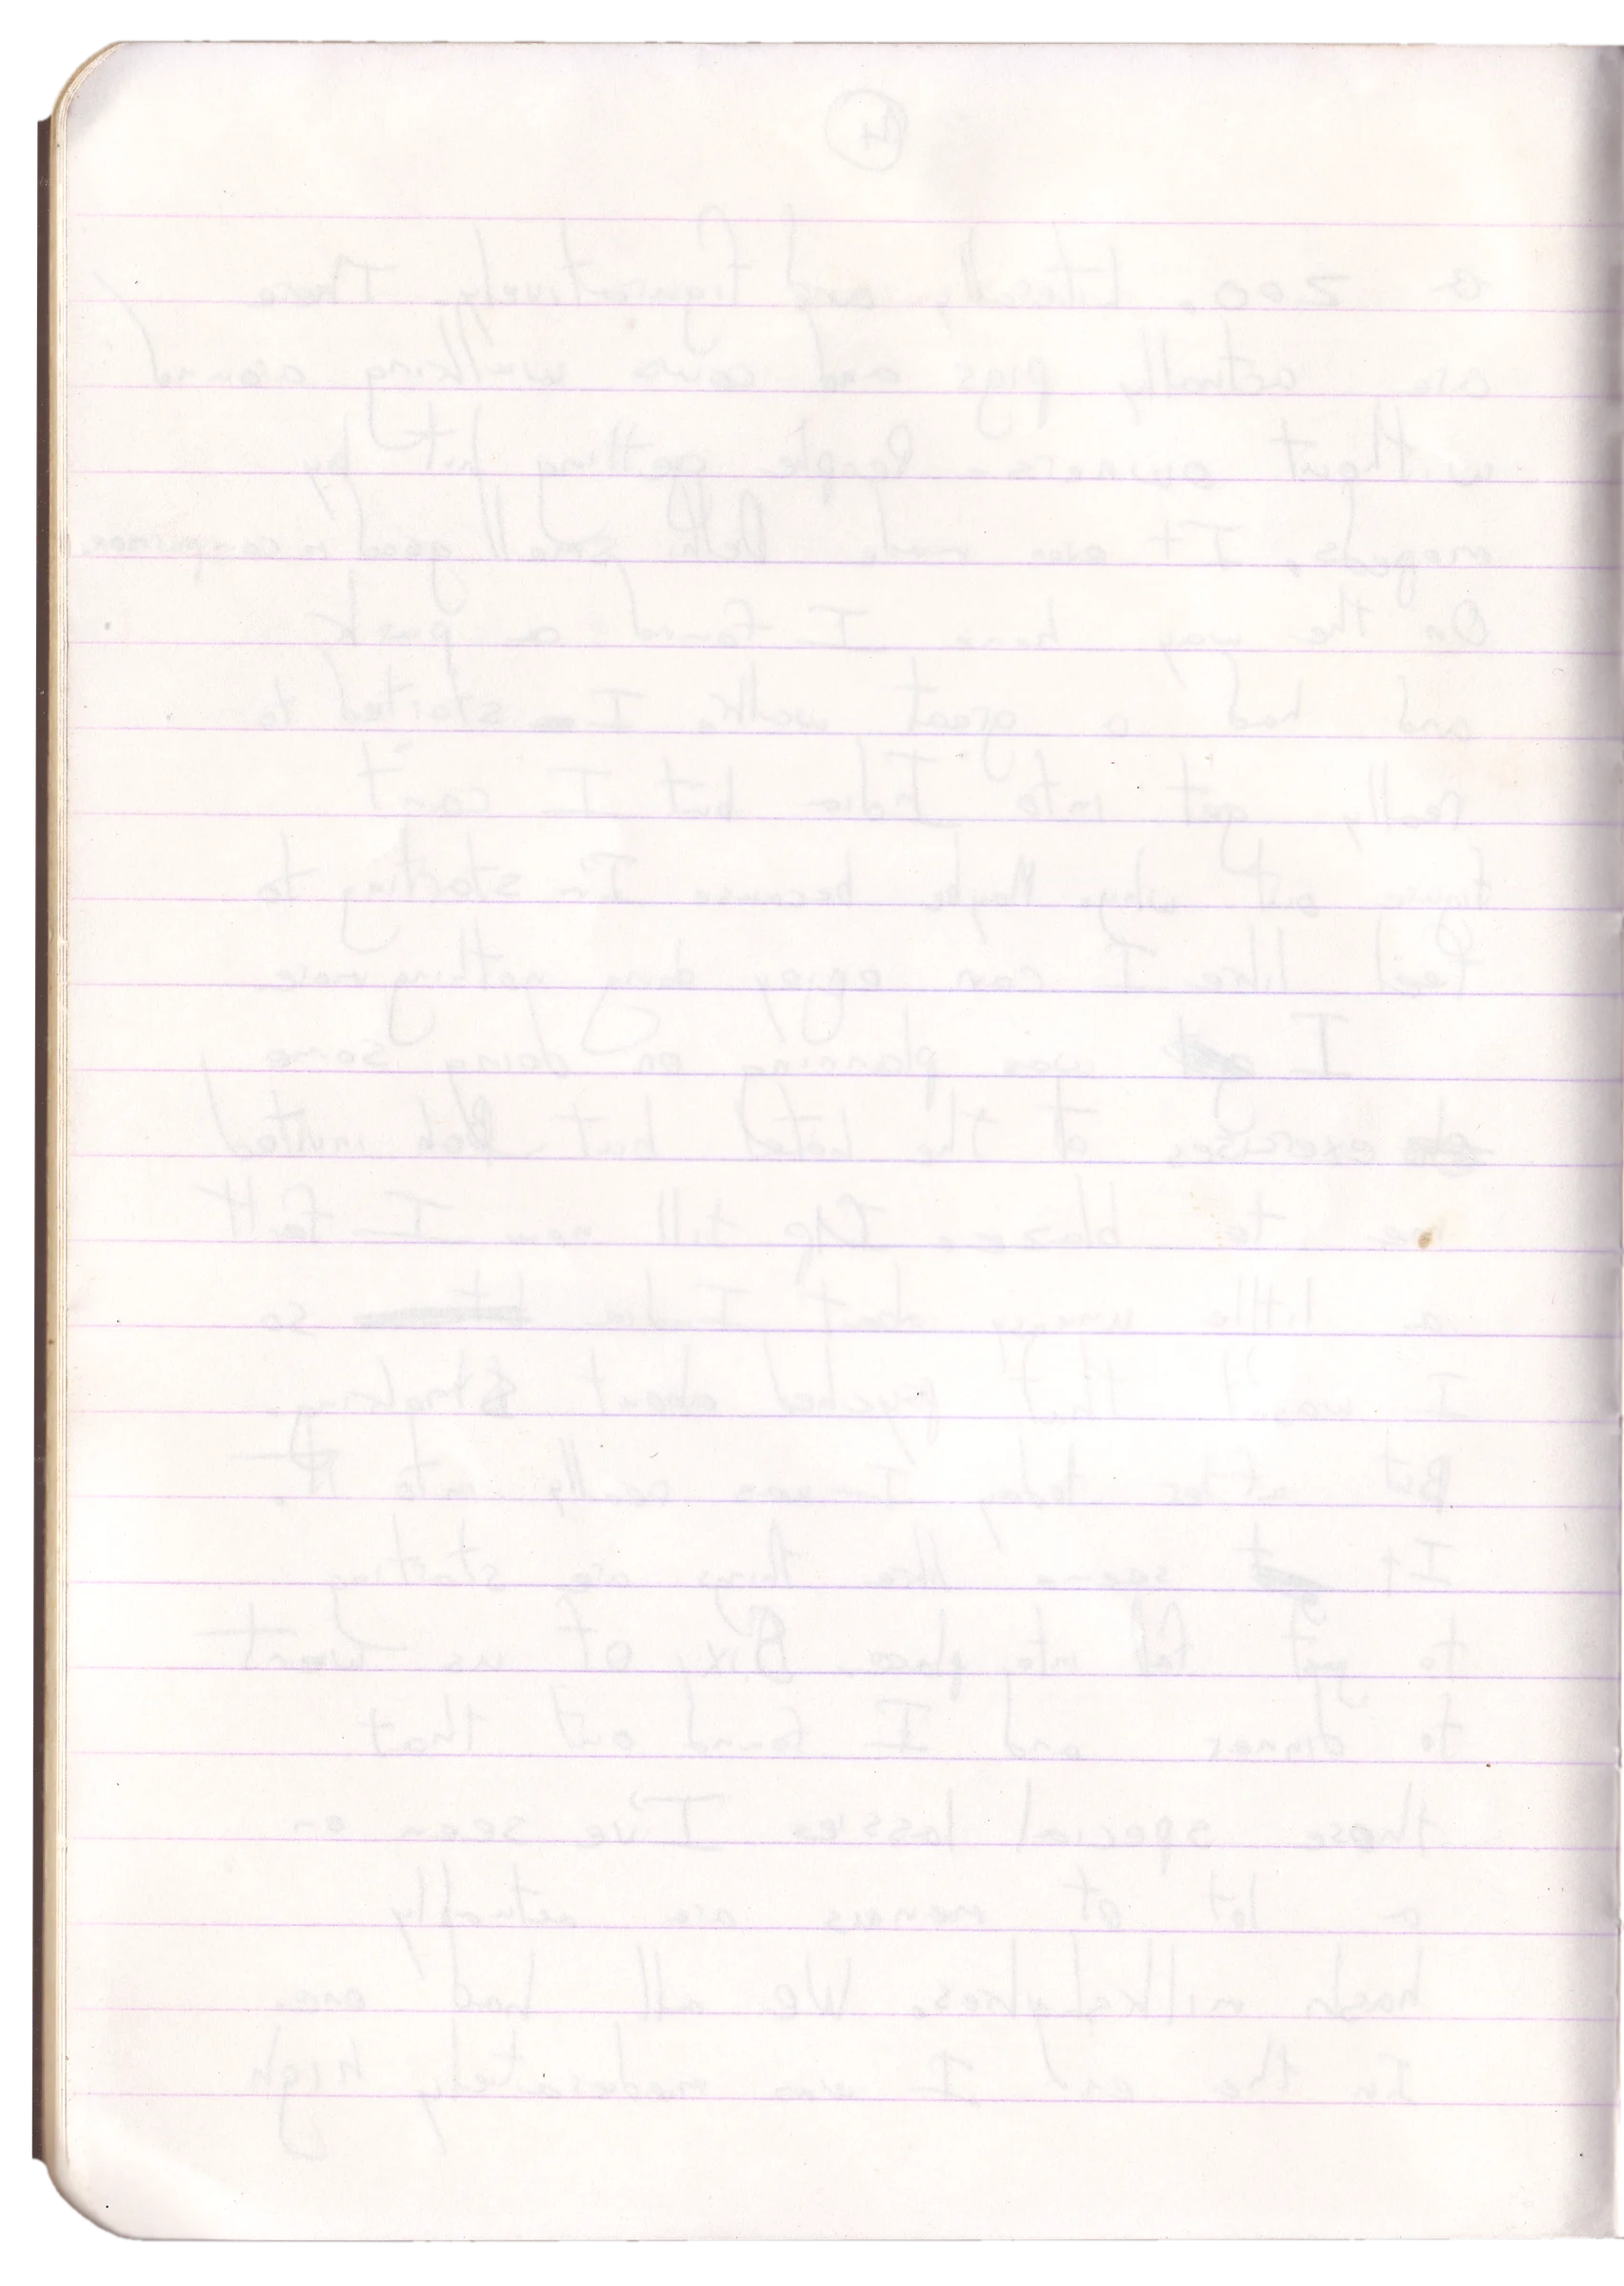 4
a zoo. Literally and figuratively. There
are actually pigs and cows walking around
without owners. People getting hit by
mopeds. It even made Delhi smell good in comparison.
On the way here I found a park
and had a great walk. I started to
really get into India but I can't
figure out why. Maybe because I'm starting to
feel like I can enjoy doing nothing more.
I was planning on doing some
exercises at the hotel but Rob invited
me to blaze. Up till now I felt
a little uneasy about India so
I wasn't that psyched about smoking.
But after today I was really into it.
It seems like things are starting
to get fall into place. Six of us went
to dinner and I found out that
those special lassies I've seen on
a lot of menus are actually
hash milkshakes. We all had one.
In the end I was moderately high